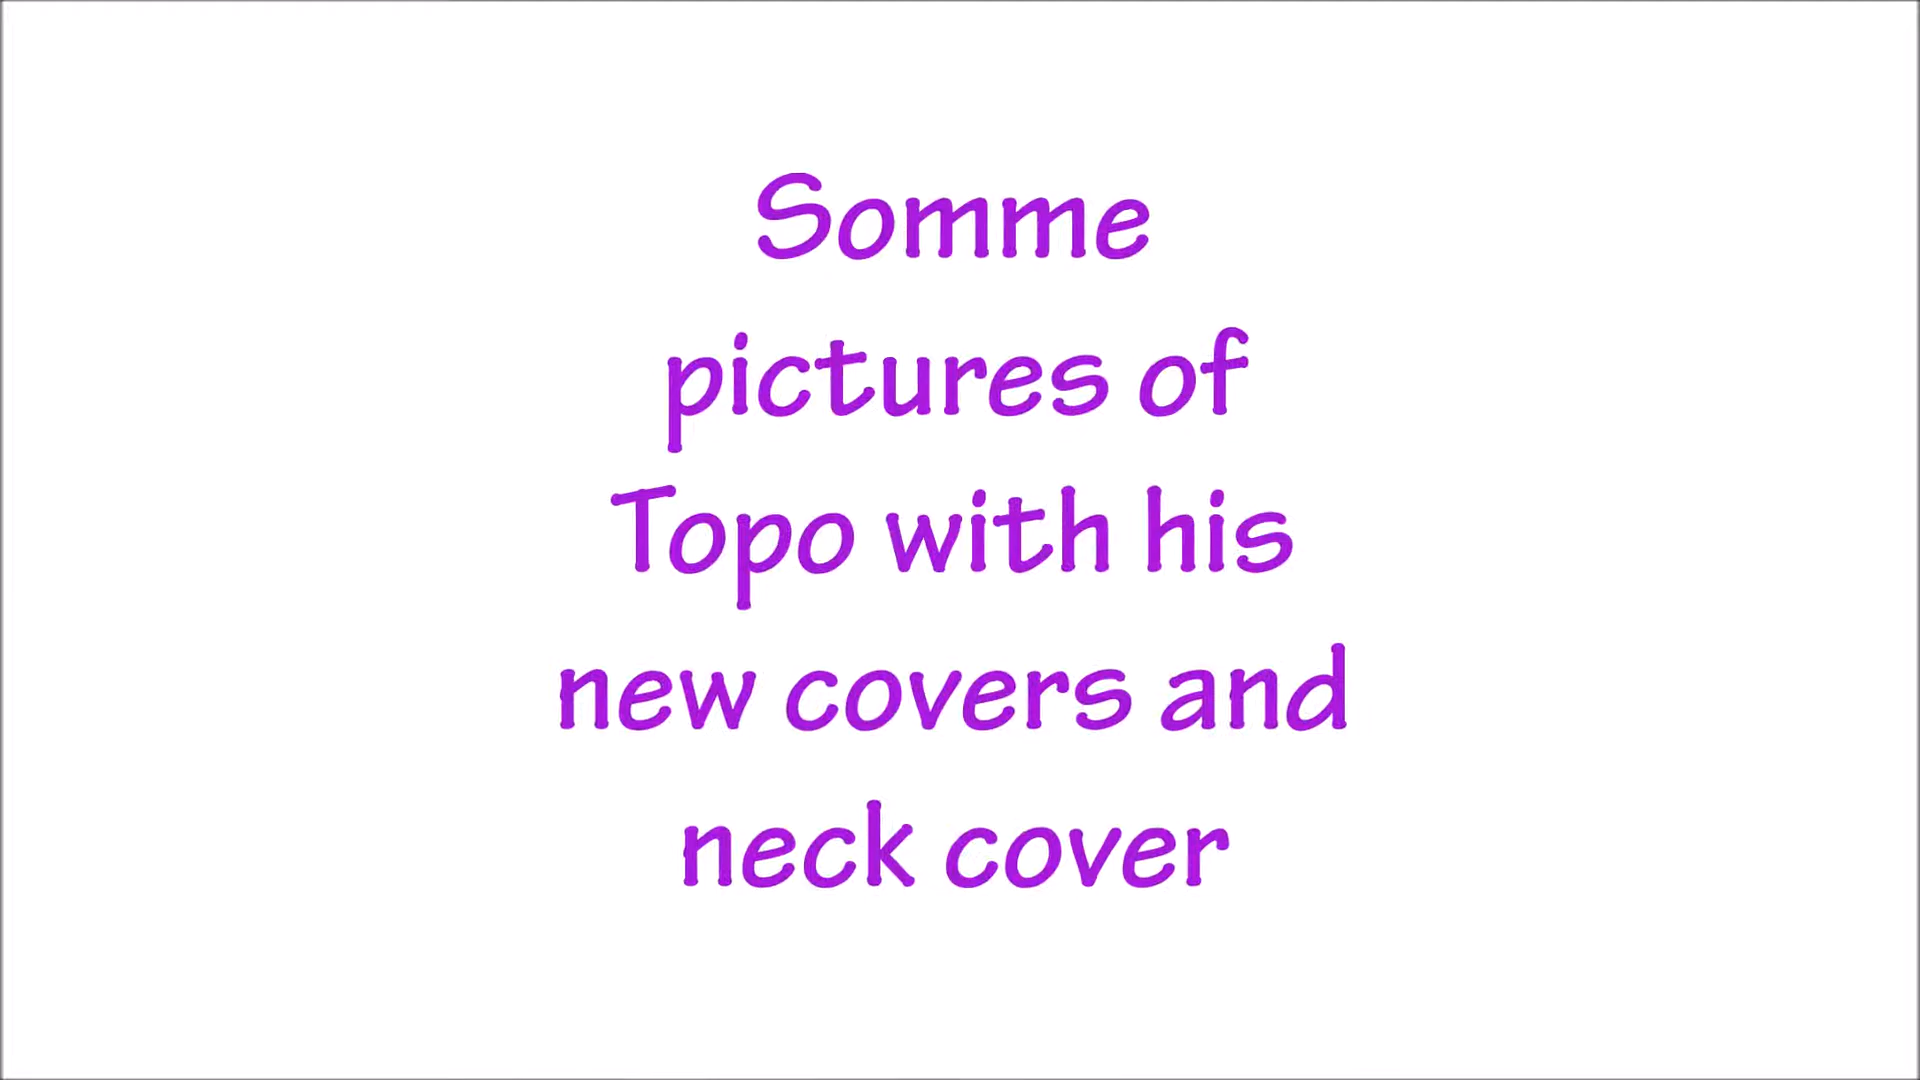 Somme
pictures of
Topo with his
new covers and
neck cover